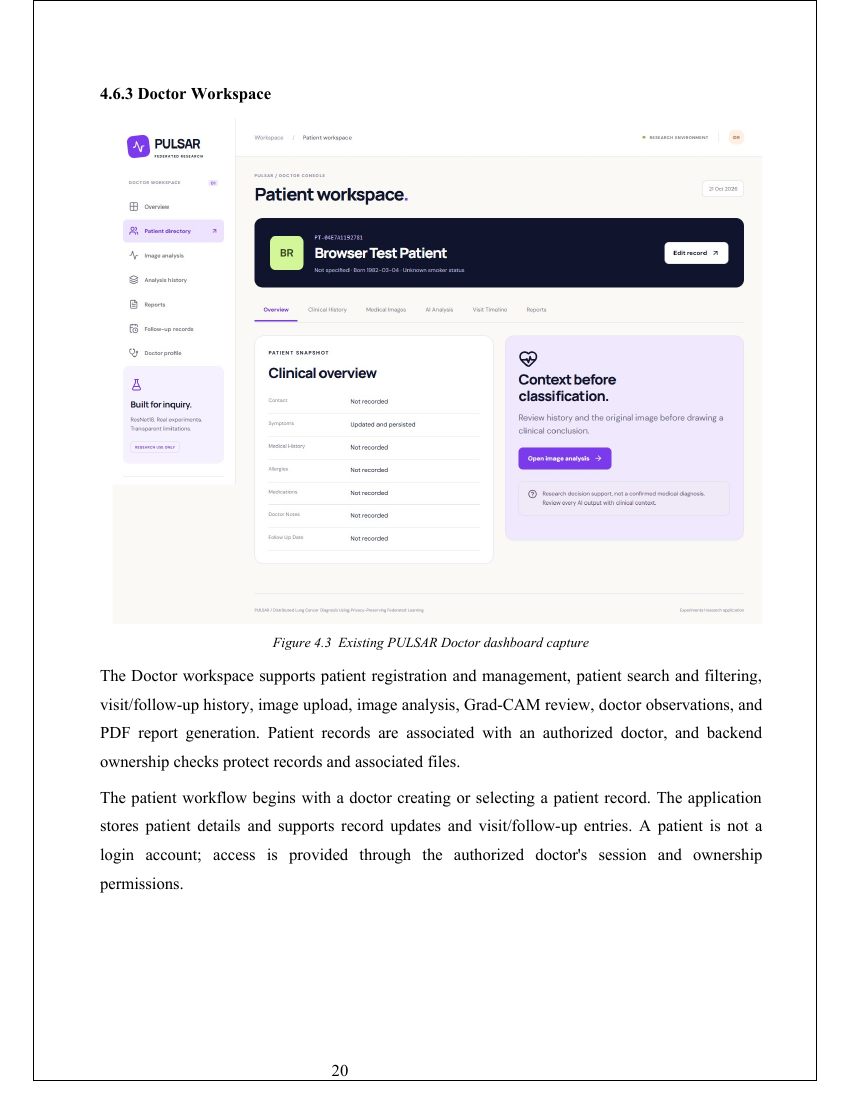 4.6.3 Doctor Workspace
PULSAR
FEDERATED RESEARCH
Workspace / Patient workspace
RESEARCH ENVIRONMENT
DR
DOCTOR WORKSPACE
01
Overview
Patient directory
Image analysis
Analysis history
Reports
Follow-up records
Doctor profile
Built for inquiry.
ResNet18. Real experiments.
Transparent limitations.
RESEARCH USE ONLY
PULSAR / DOCTOR CONSOLE
Patient workspace.
21 Oct 2026
BR
PT-04E7A1192781
Browser Test Patient
Not specified · Born 1982-03-04 · Unknown smoker status
Edit record
Overview
Clinical History
Medical Images
AI Analysis
Visit Timeline
Reports
PATIENT SNAPSHOT
Clinical overview
Contact Not recorded
Symptoms Updated and persisted
Medical History Not recorded
Allergies Not recorded
Medications Not recorded
Doctor Notes Not recorded
Follow Up Date Not recorded
Context before
classification.
Review history and the original image before drawing a
clinical conclusion.
Open image analysis
Research decision support, not a confirmed medical diagnosis.
Review every AI output with clinical context.
PULSAR / Distributed Lung Cancer Diagnosis Using Privacy-Preserving Federated Learning
Experimental research application
Figure 4.3 Existing PULSAR Doctor dashboard capture
The Doctor workspace supports patient registration and management, patient search and filtering,
visit/follow-up history, image upload, image analysis, Grad-CAM review, doctor observations, and
PDF report generation. Patient records are associated with an authorized doctor, and backend
ownership checks protect records and associated files.
The patient workflow begins with a doctor creating or selecting a patient record. The application
stores patient details and supports record updates and visit/follow-up entries. A patient is not a
login account; access is provided through the authorized doctor's session and ownership
permissions.
20